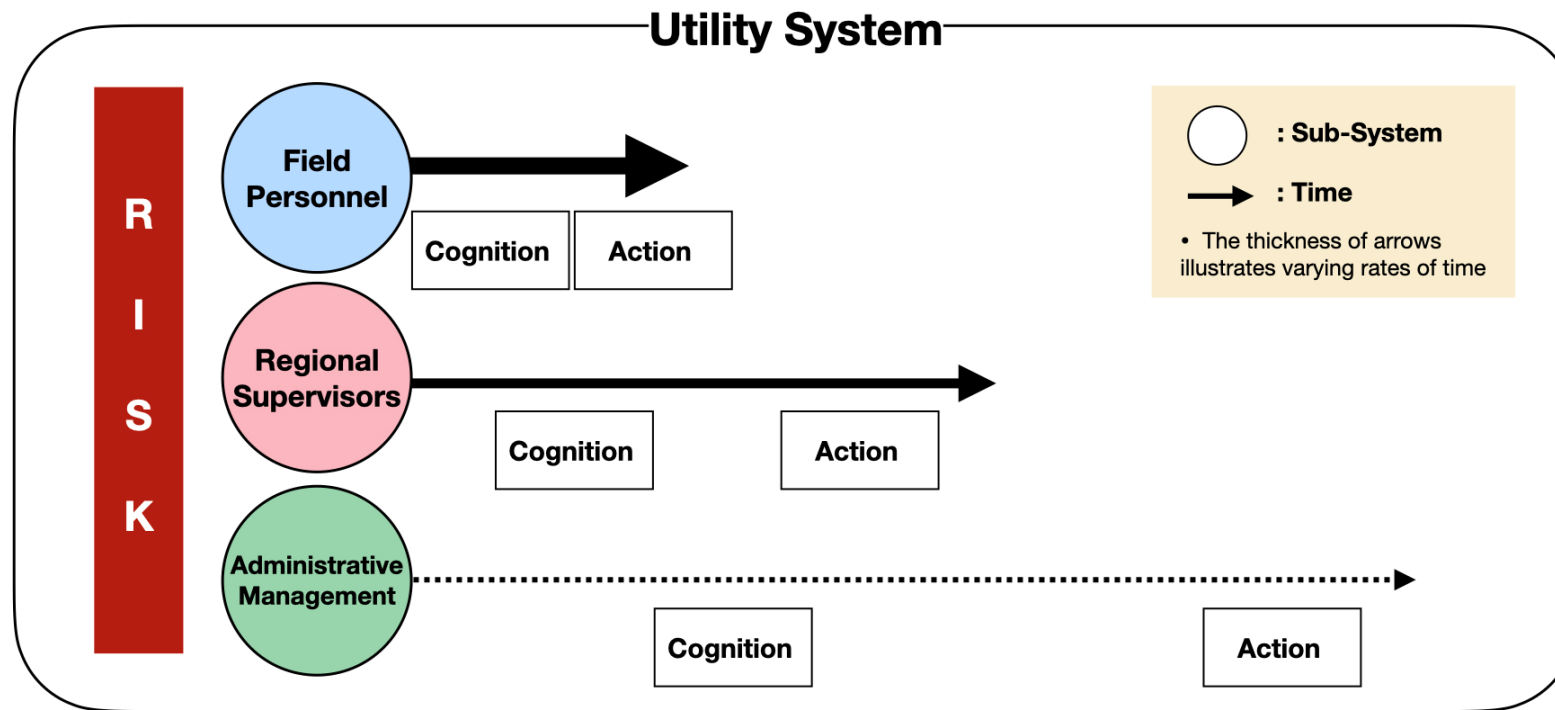 Utility System
R
I
S
K
Field
Personnel
Cognition
Action
Regional
Supervisors
Cognition
Action
Administrative
Management
Cognition
Action
: Sub-System
: Time
• The thickness of arrows
illustrates varying rates of time